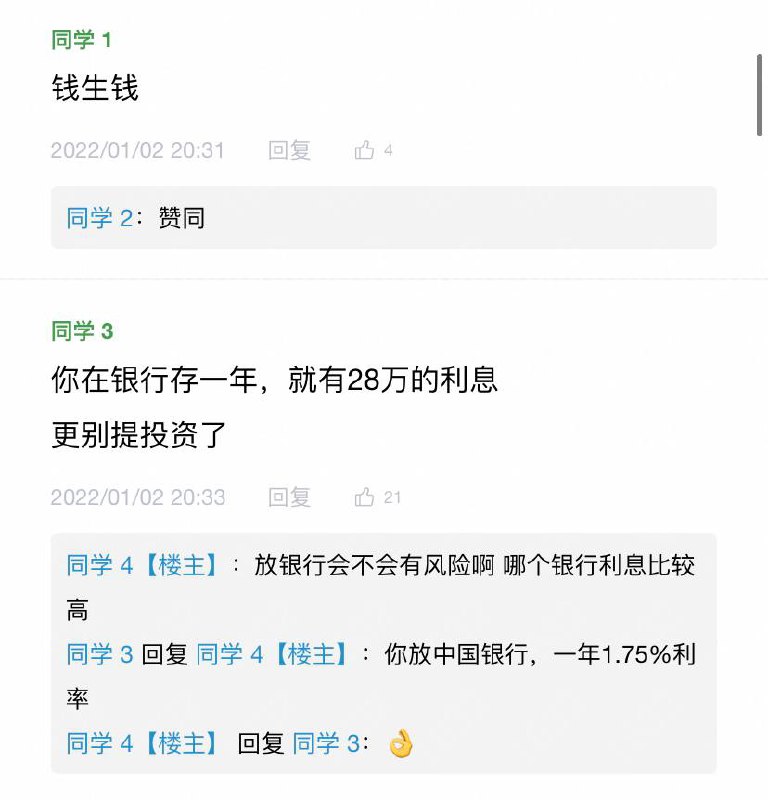 同学 1
钱生钱
2022/01/02 20:31 回复 4
同学 2：赞同
同学 3
你在银行存一年，就有28万的利息
更别提投资了
2022/01/02 20:33 回复 21
同学 4【楼主】：放银行会不会有风险啊 哪个银行利息比较
高
同学 3 回复 同学 4【楼主】：你放中国银行，一年1.75%利
率
同学 4【楼主】 回复 同学 3：👌